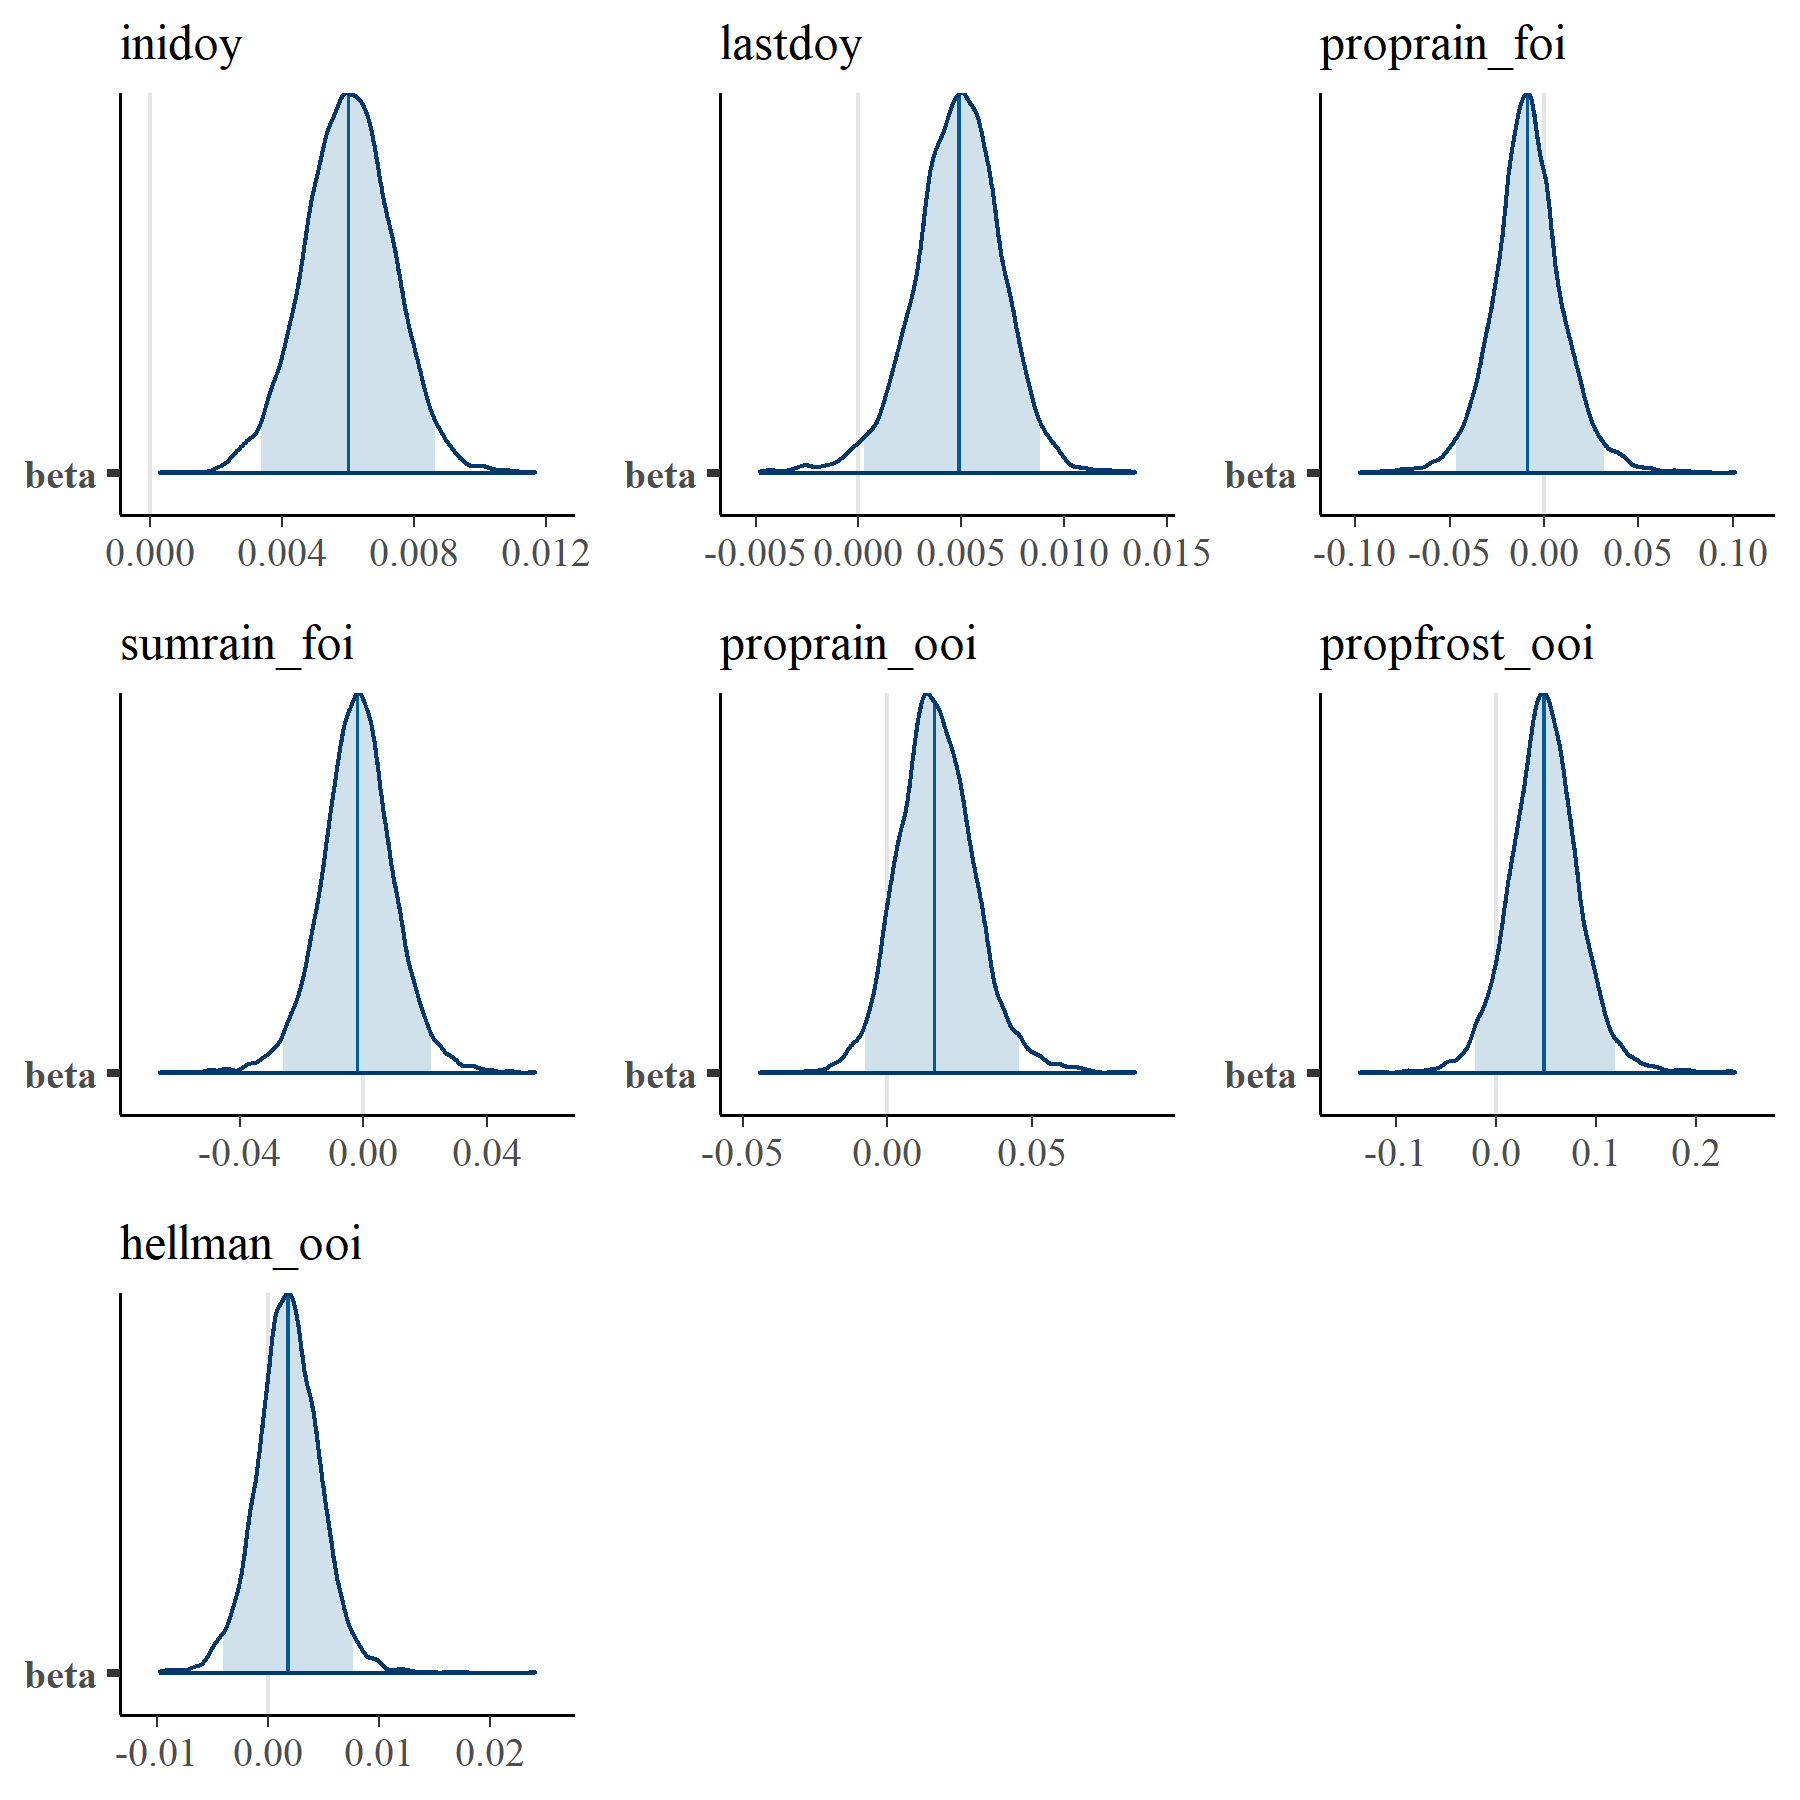 inidoy lastdoy proprain_foi
beta beta beta
0.000 0.004 0.008 0.012 -0.005 0.000 0.005 0.010 0.015 -0.10 -0.05 0.00 0.05 0.10
sumrain_foi proprain_ooi propfrost_ooi
beta beta beta
-0.04 0.00 0.04 -0.05 0.00 0.05 -0.1 0.0 0.1 0.2
hellman_ooi
beta
-0.01 0.00 0.01 0.02